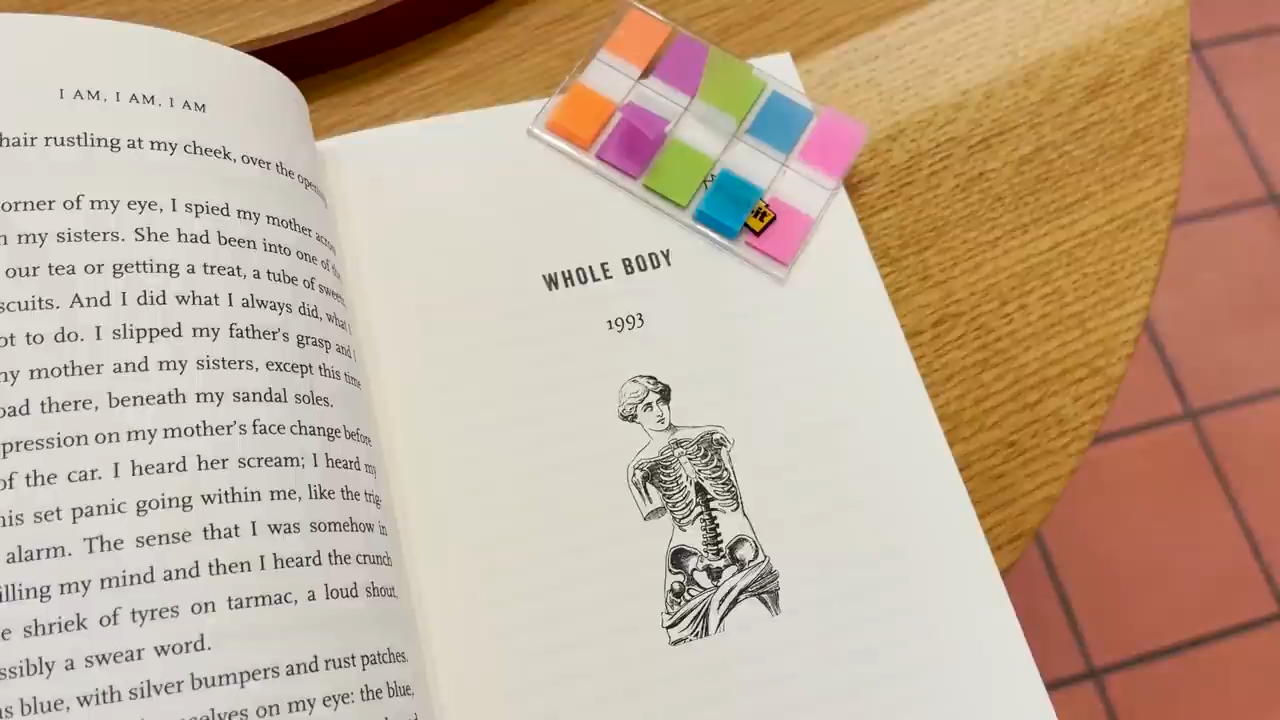 I AM, I AM, I AM
hair rustling at my cheek, over the
orner of my eye, I spied my mother
my sisters. She had been into one of
our tea or getting a treat, a tube of
scuits. And I did what I always did,
ot to do. I slipped my father's grasp and
my mother and my sisters, except this time
oad there, beneath my sandal soles.
pression on my mother's face change before
of the car. I heard her scream; I heard my
his set panic going within me, like the trig-
alarm. The sense that I was somehow in
illing my mind and then I heard the crunch
e shriek of tyres on tarmac, a loud shout,
ssibly a swear word.
s blue, with silver bumpers and rust patches.
selves on my eye: the blue,
WHOLE BODY
1993
it